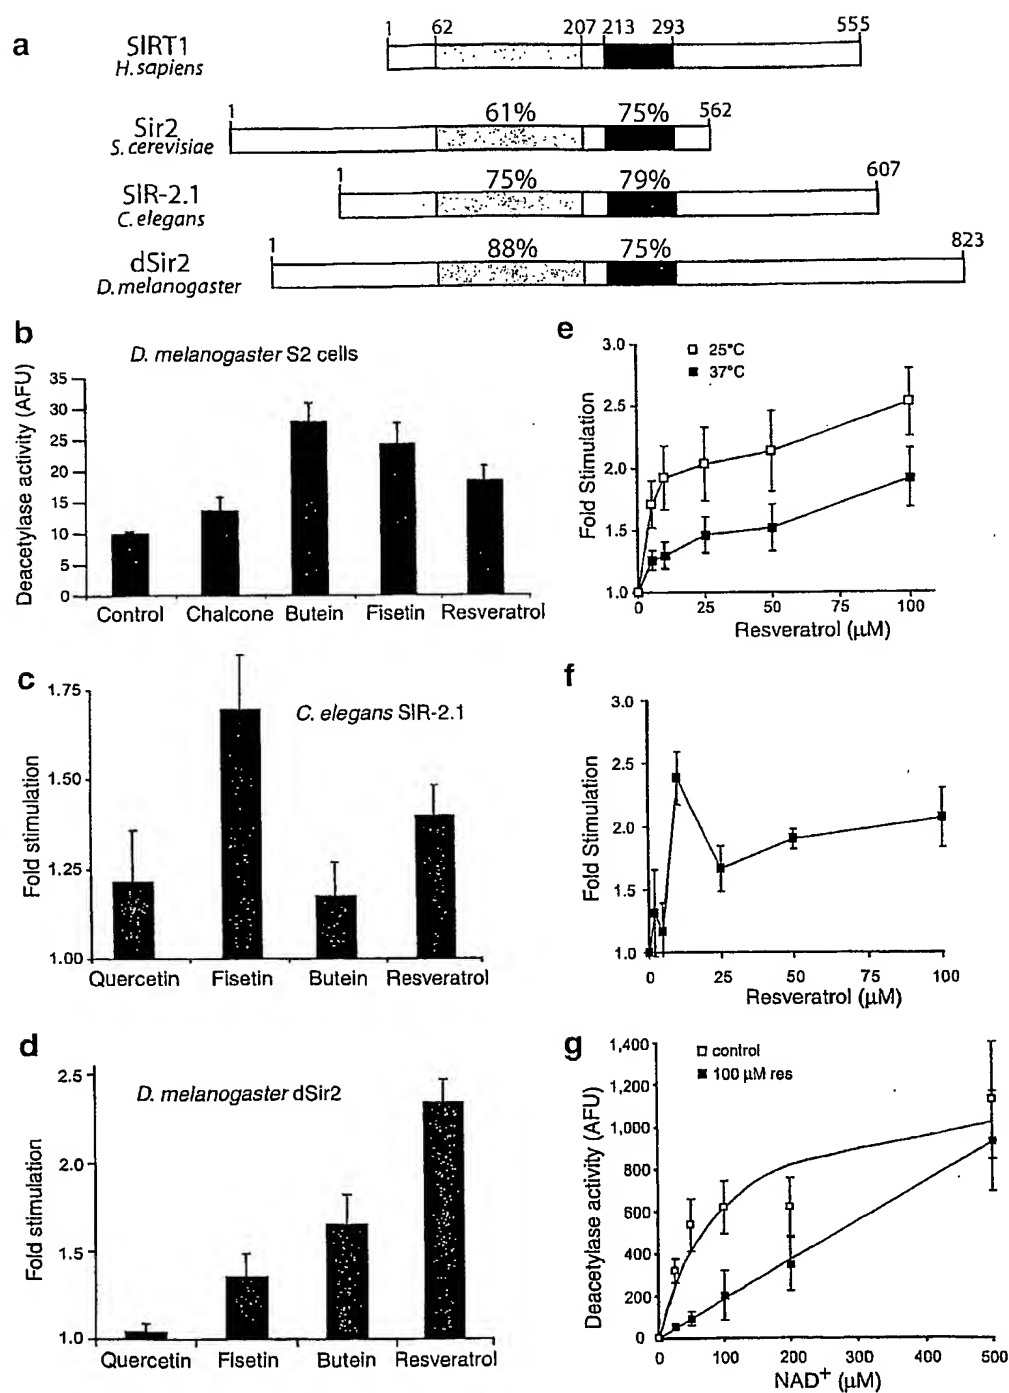 a
SIRT1
H. sapiens
1 62 207 213 293 555
Sir2
S. cerevisiae
1 61% 75% 562
SIR-2.1
C. elegans
1 75% 79% 607
dSir2
D. melanogaster
1 88% 75% 823
b
D. melanogaster S2 cells
Deacetylase activity (AFU)
35
30
25
20
15
10
5
0
Control Chalcone Butein Fisetin Resveratrol
e
25°C
37°C
Fold Stimulation
3.0
2.5
2.0
1.5
1.0
0 25 50 75 100
Resveratrol (µM)
c
C. elegans SIR-2.1
Fold stimulation
1.75
1.50
1.25
1.00
Quercetin Fisetin Butein Resveratrol
f
Fold Stimulation
3.0
2.5
2.0
1.5
1.0
0 25 50 75 100
Resveratrol (µM)
d
D. melanogaster dSir2
Fold stimulation
2.5
2.0
1.5
1.0
Quercetin Fisetin Butein Resveratrol
g
control
100 µM res
Deacetylase activity (AFU)
1,400
1,200
1,000
800
600
400
200
0
0 100 200 300 400 500
NAD+ (µM)